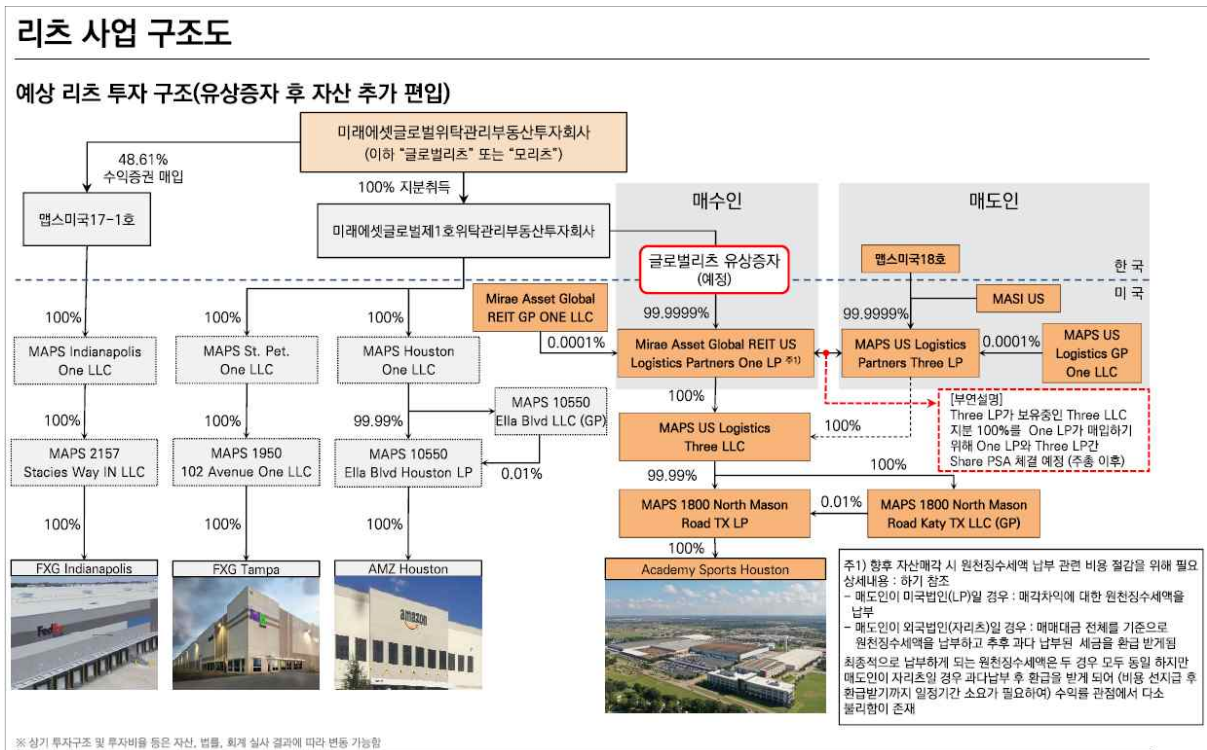 리츠 사업 구조도
예상 리츠 투자 구조(유상증자 후 자산 추가 편입)
미래에셋글로벌위탁관리부동산투자회사
(이하 “글로벌리츠” 또는 “모리츠”)
48.61%
수익증권 매입
100% 지분취득
맵스미국17-1호
미래에셋글로벌제1호위탁관리부동산투자회사
매수인
매도인
글로벌리츠 유상증자
(예정)
맵스미국18호
한 국
미 국
MASI US
Mirae Asset Global
REIT GP ONE LLC
100%
100%
100%
99.9999%
99.9999%
0.0001%
0.0001%
MAPS Indianapolis
One LLC
MAPS St. Pet.
One LLC
MAPS Houston
One LLC
Mirae Asset Global REIT US
Logistics Partners One LP 주1)
MAPS US Logistics
Partners Three LP
MAPS US
Logistics GP
One LLC
100%
100%
99.99%
MAPS 10550
Ella Blvd LLC (GP)
0.01%
100%
MAPS US Logistics
Three LLC
100%
[부연설명]
Three LP가 보유중인 Three LLC
지분 100%를 One LP가 매입하기
위해 One LP와 Three LP간
Share PSA 체결 예정 (주총 이후)
MAPS 2157
Stacies Way IN LLC
MAPS 1950
102 Avenue One LLC
MAPS 10550
Ella Blvd Houston LP
99.99%
100%
MAPS 1800 North Mason
Road TX LP
0.01%
MAPS 1800 North Mason
Road Katy TX LLC (GP)
100%
100%
100%
100%
FXG Indianapolis
FXG Tampa
AMZ Houston
Academy Sports Houston
FedEx
amazon
주1) 향후 자산매각 시 원천징수세액 납부 관련 비용 절감을 위해 필요
상세내용 : 하기 참조
- 매도인이 미국법인(LP)일 경우 : 매각차익에 대한 원천징수세액을
납부
- 매도인이 외국법인(자리츠)일 경우 : 매매대금 전체를 기준으로
원천징수세액을 납부하고 추후 과다 납부된 세금을 환급 받게됨
최종적으로 납부하게 되는 원천징수세액은 두 경우 모두 동일 하지만
매도인이 자리츠일 경우 과다납부 후 환급을 받게 되어 (비용 선지급 후
환급받기까지 일정기간 소요가 필요하여) 수익률 관점에서 다소
불리함이 존재
※ 상기 투자구조 및 투자비율 등은 자산, 법률, 회계 실사 결과에 따라 변동 가능함